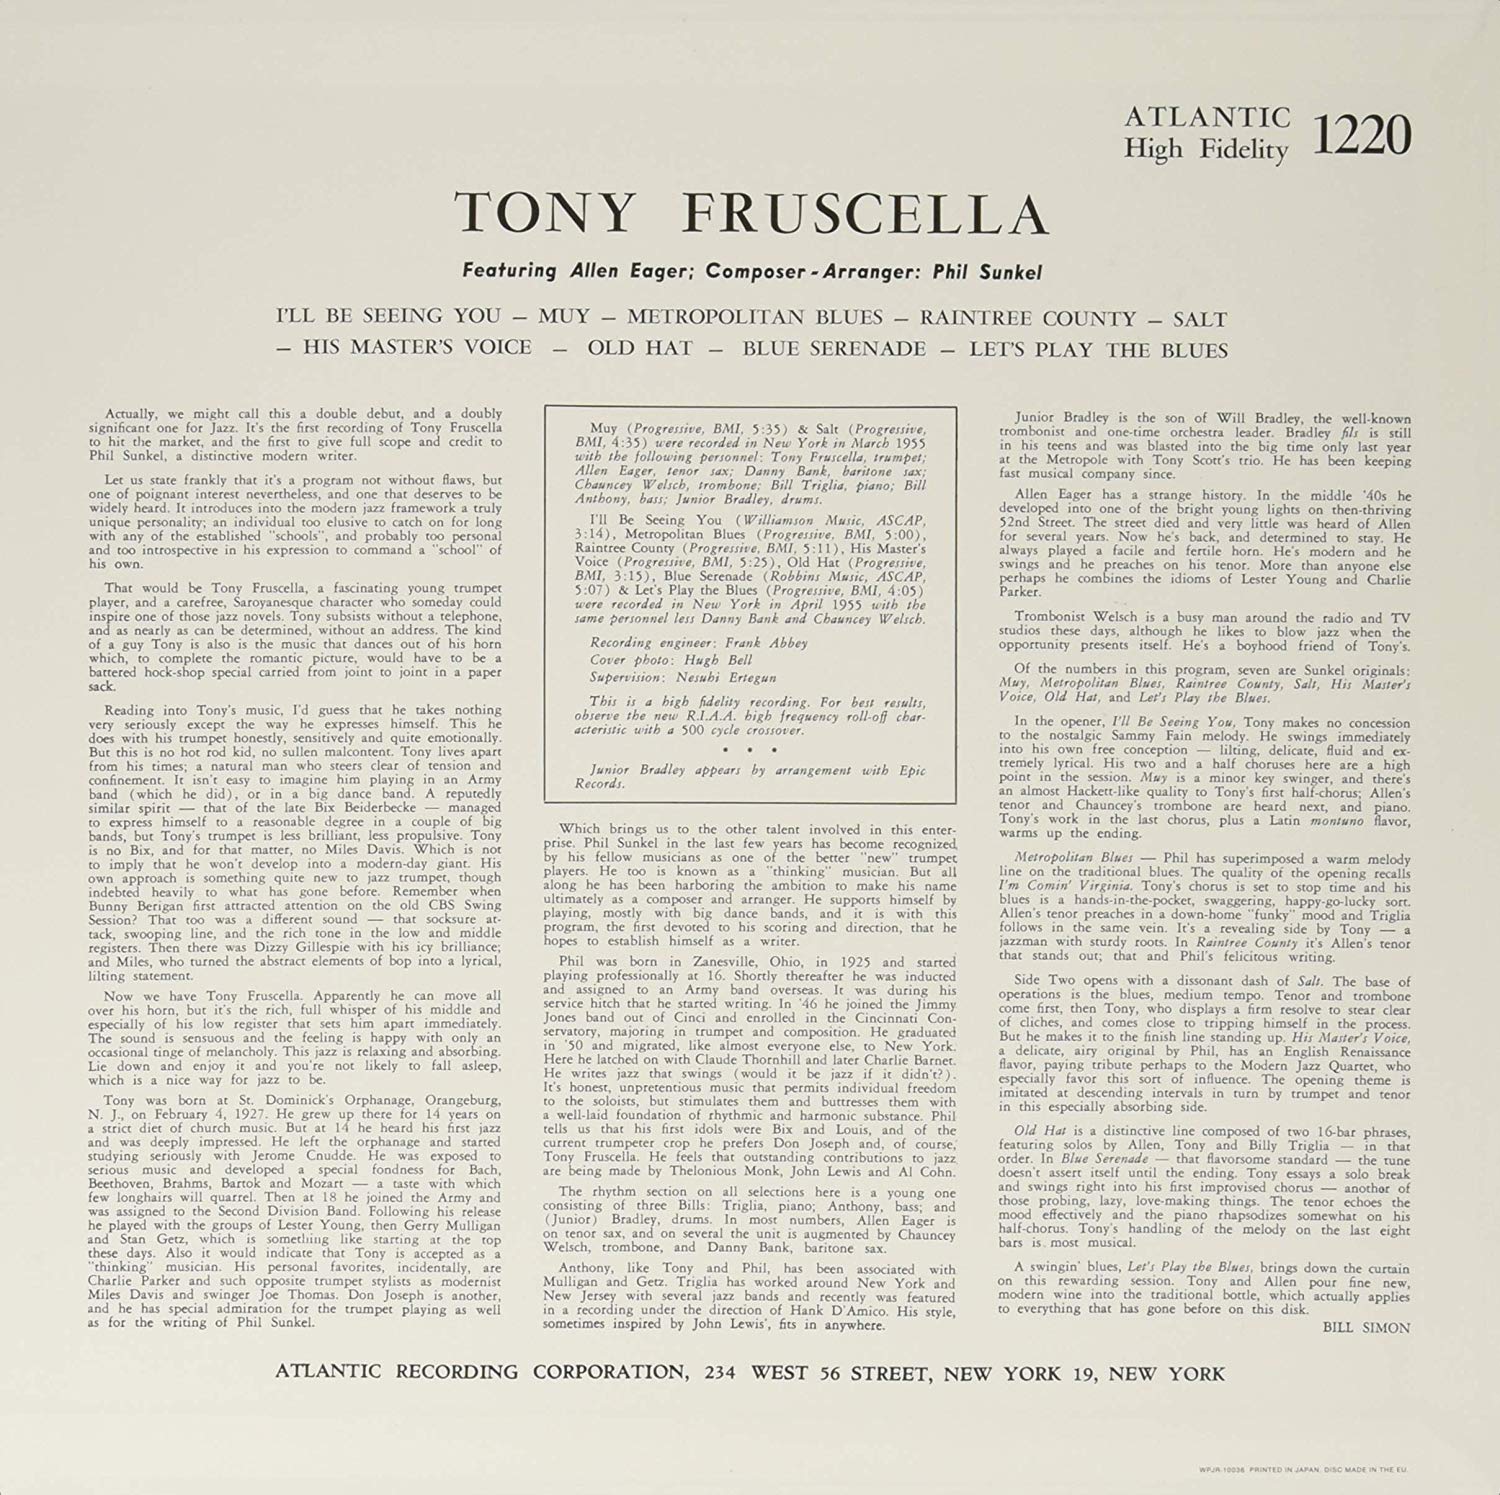 ATLANTIC
High Fidelity 1220
TONY FRUSCELLA
Featuring Allen Eager; Composer-Arranger: Phil Sunkel
I'LL BE SEEING YOU – MUY – METROPOLITAN BLUES – RAINTREE COUNTY – SALT
– HIS MASTER'S VOICE – OLD HAT – BLUE SERENADE – LET'S PLAY THE BLUES
Actually, we might call this a double debut, and a doubly
significant one for Jazz. It's the first recording of Tony Fruscella
to hit the market, and the first to give full scope and credit to
Phil Sunkel, a distinctive modern writer.
Let us state frankly that it's a program not without flaws, but
one of poignant interest nevertheless, and one that deserves to be
widely heard. It introduces into the modern jazz framework a truly
unique personality; an individual too elusive to catch on for long
with any of the established "schools", and probably too personal
and too introspective in his expression to command a "school" of
his own.
That would be Tony Fruscella, a fascinating young trumpet
player, and a carefree, Saroyanesque character who someday could
inspire one of those jazz novels. Tony subsists without a telephone,
and as nearly as can be determined, without an address. The kind
of a guy Tony is also is the music that dances out of his horn
which, to complete the romantic picture, would have to be a
battered hock-shop special carried from joint to joint in a paper
sack.
Reading into Tony's music, I'd guess that he takes nothing
very seriously except the way he expresses himself. This he
does with his trumpet honestly, sensitively and quite emotionally.
But this is no hot rod kid, no sullen malcontent. Tony lives apart
from his times; a natural man who steers clear of tension and
confinement. It isn't easy to imagine him playing in an Army
band (which he did), or in a big dance band. A reputedly
similar spirit — that of the late Bix Beiderbecke — managed
to express himself to a reasonable degree in a couple of big
bands, but Tony's trumpet is less brilliant, less propulsive. Tony
is no Bix, and for that matter, no Miles Davis. Which is not
to imply that he won't develop into a modern-day giant. His
own approach is something quite new to jazz trumpet, though
indebted heavily to what has gone before. Remember when
Bunny Berigan first attracted attention on the old CBS Swing
Session? That too was a different sound — that socksure at-
tack, swooping line, and the rich tone in the low and middle
registers. Then there was Dizzy Gillespie with his icy brilliance;
and Miles, who turned the abstract elements of bop into a lyrical,
lilting statement.
Now we have Tony Fruscella. Apparently he can move all
over his horn, but it's the rich, full whisper of his middle and
especially of his low register that sets him apart immediately.
The sound is sensuous and the feeling is happy with only an
occasional tinge of melancholy. This jazz is relaxing and absorbing.
Lie down and enjoy it and you're not likely to fall asleep,
which is a nice way for jazz to be.
Tony was born at St. Dominick's Orphanage, Orangeburg,
N. J., on February 4, 1927. He grew up there for 14 years on
a strict diet of church music. But at 14 he heard his first jazz
and was deeply impressed. He left the orphanage and started
studying seriously with Jerome Cnudde. He was exposed to
serious music and developed a special fondness for Bach,
Beethoven, Brahms, Bartok and Mozart — a taste with which
few longhairs will quarrel. Then at 18 he joined the Army and
was assigned to the Second Division Band. Following his release
he played with the groups of Lester Young, then Gerry Mulligan
and Stan Getz, which is something like starting at the top
these days. Also it would indicate that Tony is accepted as a
"thinking" musician. His personal favorites, incidentally, are
Charlie Parker and such opposite trumpet stylists as modernist
Miles Davis and swinger Joe Thomas. Don Joseph is another,
and he has special admiration for the trumpet playing as well
as for the writing of Phil Sunkel.
Muy (Progressive, BMI, 5:35) & Salt (Progressive,
BMI, 4:35) were recorded in New York in March 1955
with the following personnel: Tony Fruscella, trumpet;
Allen Eager, tenor sax; Danny Bank, baritone sax;
Chauncey Welsch, trombone; Bill Triglia, piano; Bill
Anthony, bass; Junior Bradley, drums.
I'll Be Seeing You (Williamson Music, ASCAP,
3:14), Metropolitan Blues (Progressive, BMI, 5:00),
Raintree County (Progressive, BMI, 5:11), His Master's
Voice (Progressive, BMI, 5:25), Old Hat (Progressive,
BMI, 3:15), Blue Serenade (Robbins Music, ASCAP,
5:07) & Let's Play the Blues (Progressive, BMI, 4:05)
were recorded in New York in April 1955 with the
same personnel less Danny Bank and Chauncey Welsch.
Recording engineer: Frank Abbey
Cover photo: Hugh Bell
Supervision: Nesuhi Ertegun
This is a high fidelity recording. For best results,
observe the new R.I.A.A. high frequency roll-off char-
acteristic with a 500 cycle crossover.
• • •
Junior Bradley appears by arrangement with Epic
Records.
Which brings us to the other talent involved in this enter-
prise. Phil Sunkel in the last few years has become recognized
by his fellow musicians as one of the better "new" trumpet
players. He too is known as a "thinking" musician. But all
along he has been harboring the ambition to make his name
ultimately as a composer and arranger. He supports himself by
playing, mostly with big dance bands, and it is with this
program, the first devoted to his scoring and direction, that he
hopes to establish himself as a writer.
Phil was born in Zanesville, Ohio, in 1925 and started
playing professionally at 16. Shortly thereafter he was inducted
and assigned to an Army band overseas. It was during his
service hitch that he started writing. In '46 he joined the Jimmy
Jones band out of Cinci and enrolled in the Cincinnati Con-
servatory, majoring in trumpet and composition. He graduated
in '50 and migrated, like almost everyone else, to New York.
Here he latched on with Claude Thornhill and later Charlie Barnet.
He writes jazz that swings (would it be jazz if it didn't?).
It's honest, unpretentious music that permits individual freedom
to the soloists, but stimulates them and buttresses them with
a well-laid foundation of rhythmic and harmonic substance. Phil
tells us that his first idols were Bix and Louis, and of the
current trumpeter crop he prefers Don Joseph and, of course,
Tony Fruscella. He feels that outstanding contributions to jazz
are being made by Thelonious Monk, John Lewis and Al Cohn.
The rhythm section on all selections here is a young one
consisting of three Bills: Triglia, piano; Anthony, bass; and
(Junior) Bradley, drums. In most numbers, Allen Eager is
on tenor sax, and on several the unit is augmented by Chauncey
Welsch, trombone, and Danny Bank, baritone sax.
Anthony, like Tony and Phil, has been associated with
Mulligan and Getz. Triglia has worked around New York and
New Jersey with several jazz bands and recently was featured
in a recording under the direction of Hank D'Amico. His style,
sometimes inspired by John Lewis', fits in anywhere.
Junior Bradley is the son of Will Bradley, the well-known
trombonist and one-time orchestra leader. Bradley fils is still
in his teens and was blasted into the big time only last year
at the Metropole with Tony Scott's trio. He has been keeping
fast musical company since.
Allen Eager has a strange history. In the middle '40s he
developed into one of the bright young lights on then-thriving
52nd Street. The street died and very little was heard of Allen
for several years. Now he's back, and determined to stay. He
always played a facile and fertile horn. He's modern and he
swings and he preaches on his tenor. More than anyone else
perhaps he combines the idioms of Lester Young and Charlie
Parker.
Trombonist Welsch is a busy man around the radio and TV
studios these days, although he likes to blow jazz when the
opportunity presents itself. He's a boyhood friend of Tony's.
Of the numbers in this program, seven are Sunkel originals:
Muy, Metropolitan Blues, Raintree County, Salt, His Master's
Voice, Old Hat, and Let's Play the Blues.
In the opener, I'll Be Seeing You, Tony makes no concession
to the nostalgic Sammy Fain melody. He swings immediately
into his own free conception — lilting, delicate, fluid and ex-
tremely lyrical. His two and a half choruses here are a high
point in the session. Muy is a minor key swinger, and there's
an almost Hackett-like quality to Tony's first half-chorus; Allen's
tenor and Chauncey's trombone are heard next, and piano.
Tony's work in the last chorus, plus a Latin montuno flavor,
warms up the ending.
Metropolitan Blues — Phil has superimposed a warm melody
line on the traditional blues. The quality of the opening recalls
I'm Comin' Virginia. Tony's chorus is set to stop time and his
blues is a hands-in-the-pocket, swaggering, happy-go-lucky sort.
Allen's tenor preaches in a down-home "funky" mood and Triglia
follows in the same vein. It's a revealing side by Tony — a
jazzman with sturdy roots. In Raintree County it's Allen's tenor
that stands out; that and Phil's felicitous writing.
Side Two opens with a dissonant dash of Salt. The base of
operations is the blues, medium tempo. Tenor and trombone
come first, then Tony, who displays a firm resolve to stear clear
of cliches, and comes close to tripping himself in the process.
But he makes it to the finish line standing up. His Master's Voice,
a delicate, airy original by Phil, has an English Renaissance
flavor, paying tribute perhaps to the Modern Jazz Quartet, who
especially favor this sort of influence. The opening theme is
imitated at descending intervals in turn by trumpet and tenor
in this especially absorbing side.
Old Hat is a distinctive line composed of two 16-bar phrases,
featuring solos by Allen, Tony and Billy Triglia — in that
order. In Blue Serenade — that flavorsome standard — the tune
doesn't assert itself until the ending. Tony essays a solo break
and swings right into his first improvised chorus — another of
those probing, lazy, love-making things. The tenor echoes the
mood effectively and the piano rhapsodizes somewhat on his
half-chorus. Tony's handling of the melody on the last eight
bars is most musical.
A swingin' blues, Let's Play the Blues, brings down the curtain
on this rewarding session. Tony and Allen pour fine new,
modern wine into the traditional bottle, which actually applies
to everything that has gone before on this disk.
BILL SIMON
ATLANTIC RECORDING CORPORATION, 234 WEST 56 STREET, NEW YORK 19, NEW YORK
WPJR-10036 PRINTED IN JAPAN. DISC MADE IN THE EU.